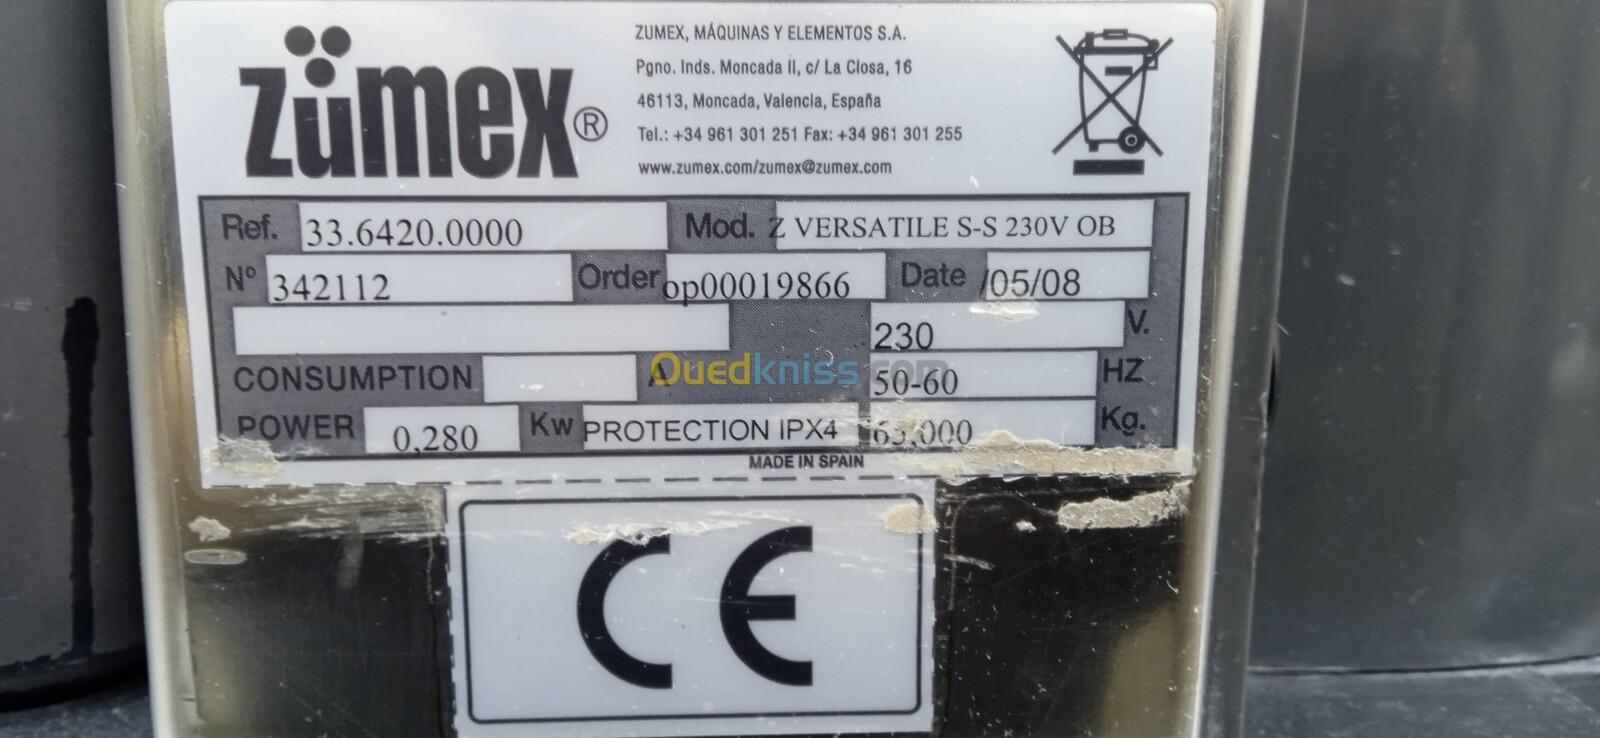 zümex®
ZUMEX, MÁQUINAS Y ELEMENTOS S.A.
Pgno. Inds. Moncada II, c/ La Closa, 16
46113, Moncada, Valencia, España
Tel.: +34 961 301 251 Fax: +34 961 301 255
www.zumex.com/zumex@zumex.com
Ref. 33.6420.0000 Mod. Z VERSATILE S-S 230V OB
Nº 342112 Order op00019866 Date /05/08
230 V.
CONSUMPTION A 50-60 HZ
Ouedkniss.com
POWER 0,280 Kw PROTECTION IPX4 Kg.
MADE IN SPAIN
CE